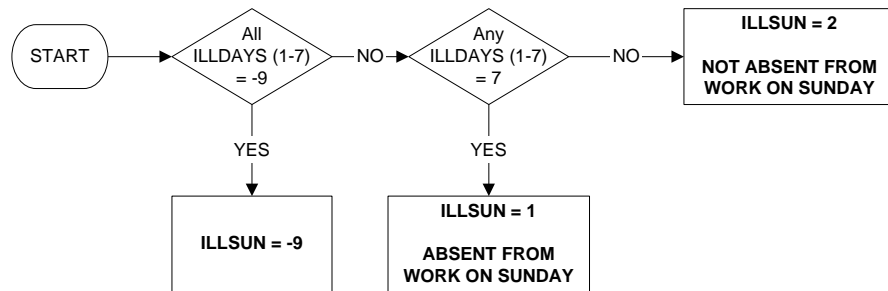 START
All
ILLDAYS (1-7)
= -9
NO
Any
ILLDAYS (1-7)
= 7
NO
ILLSUN = 2
NOT ABSENT FROM
WORK ON SUNDAY
YES
YES
ILLSUN = -9
ILLSUN = 1
ABSENT FROM
WORK ON SUNDAY